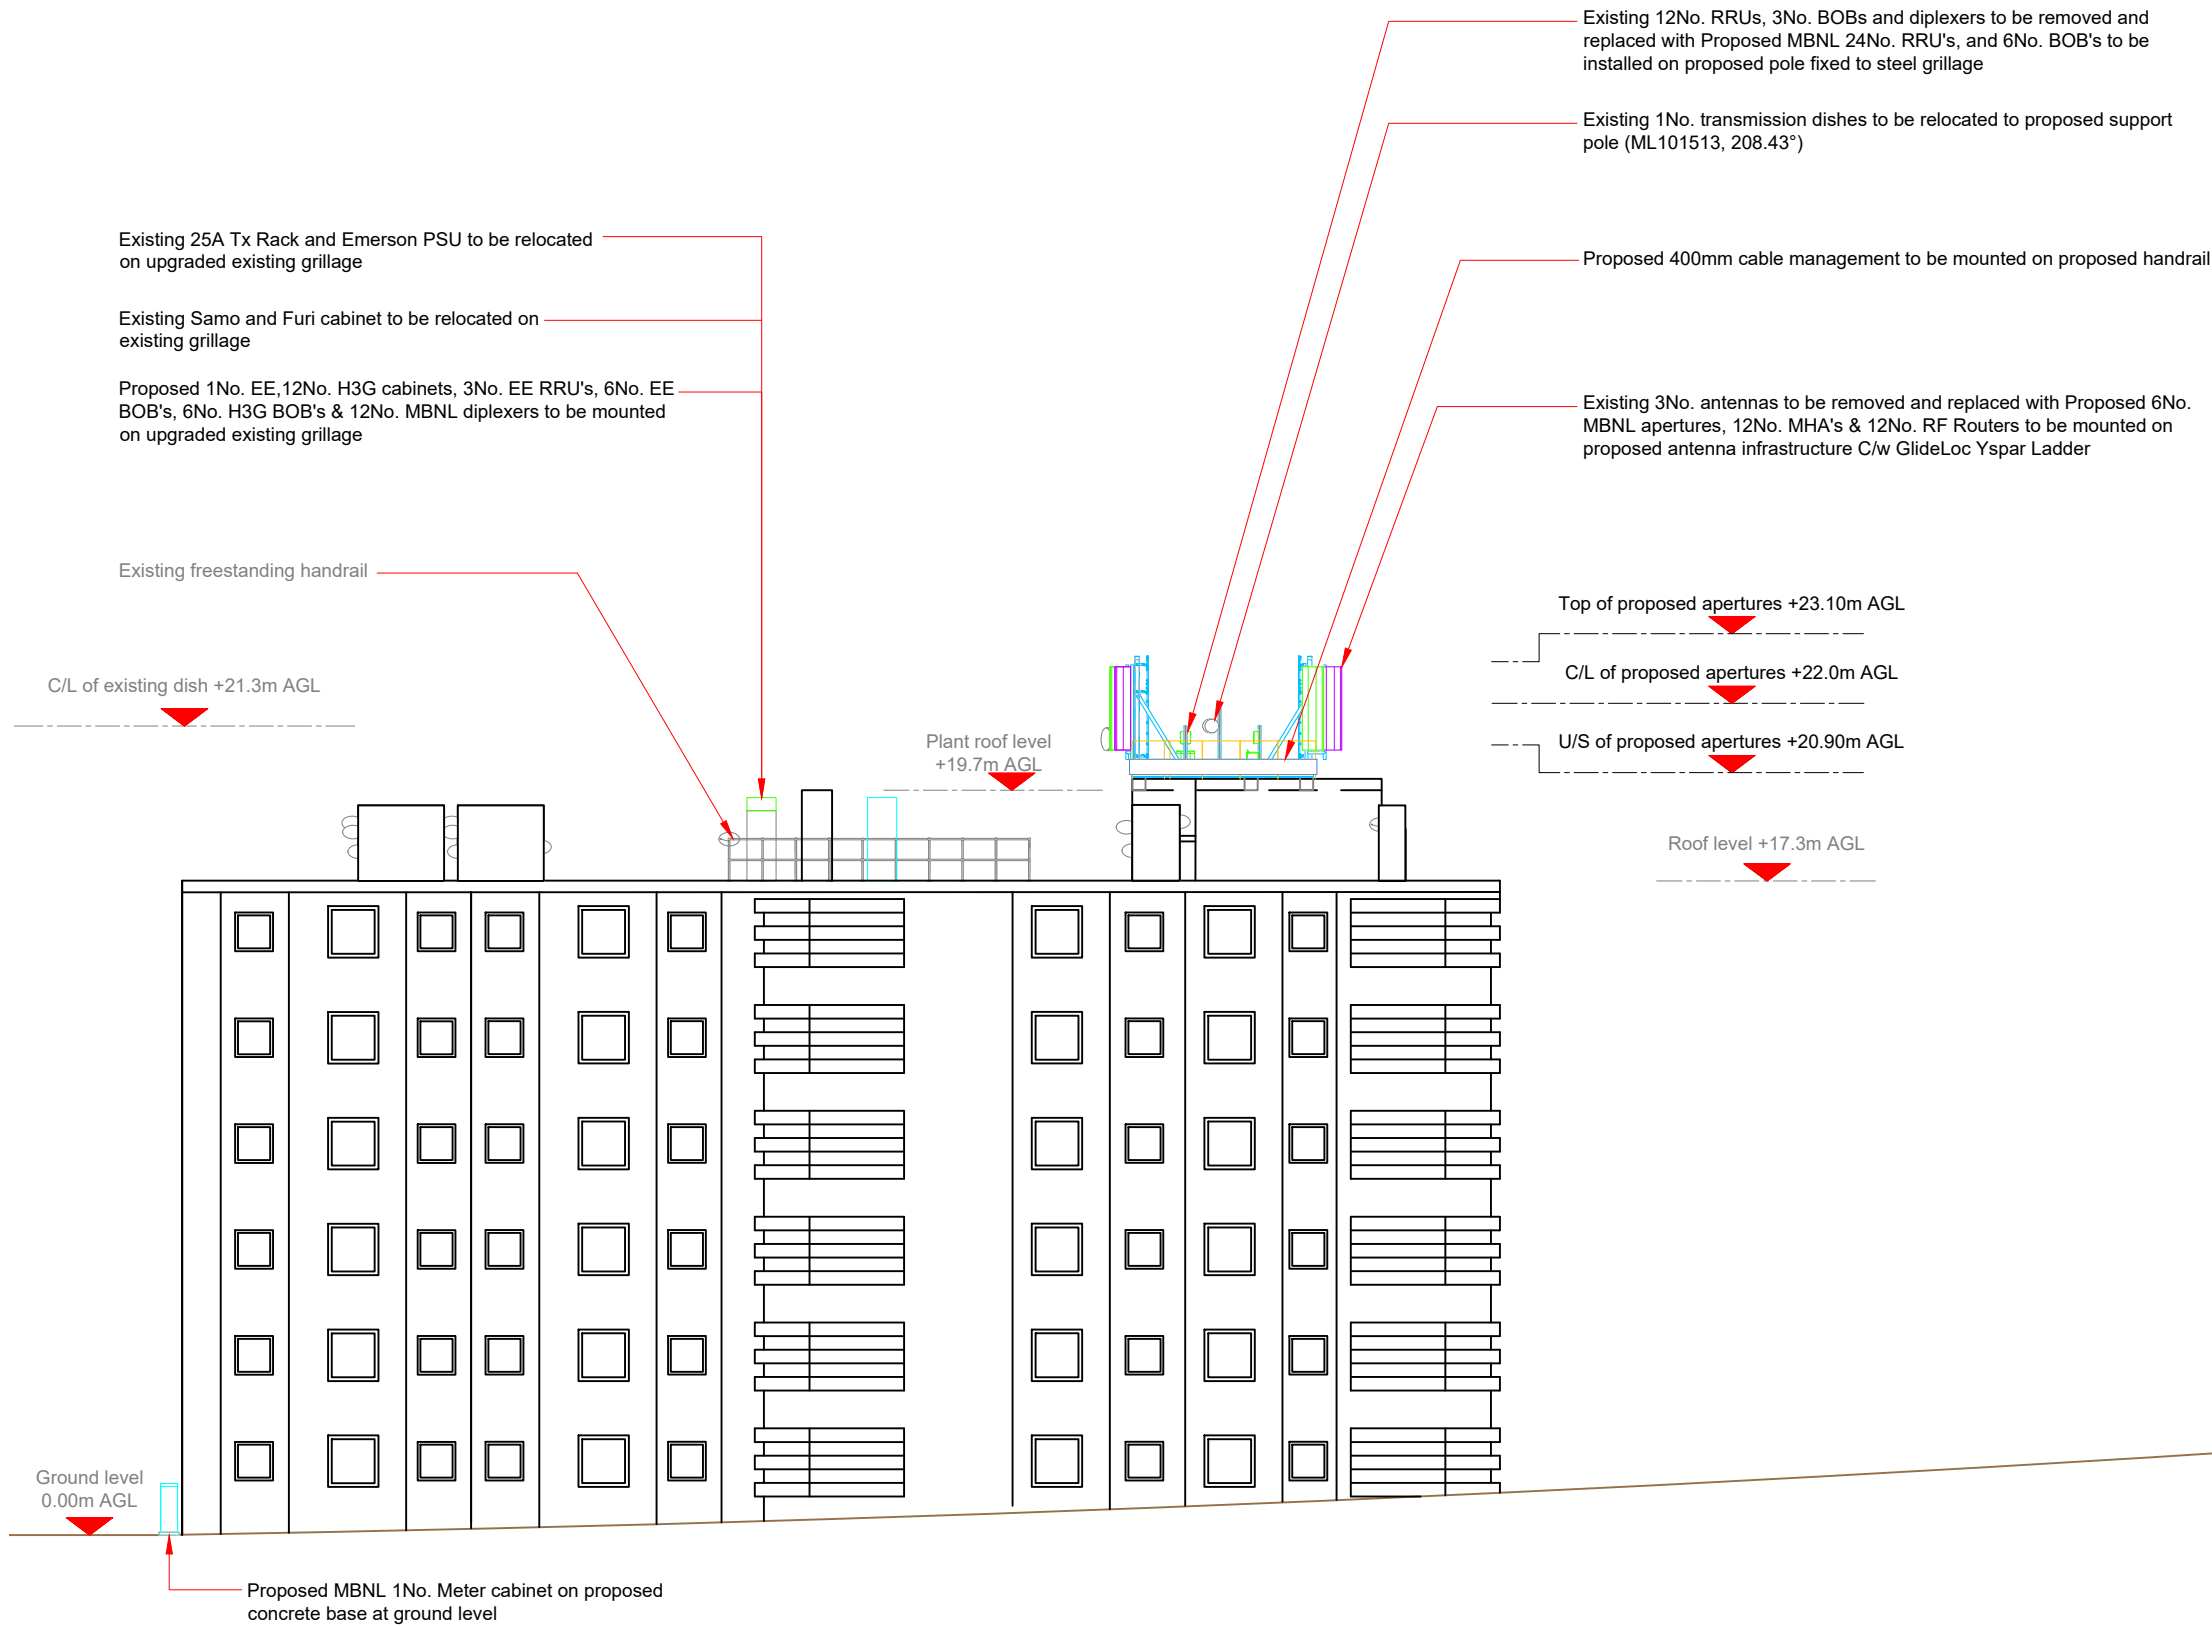 Existing 12No. RRUs, 3No. BOBs and diplexers to be removed and
replaced with Proposed MBNL 24No. RRU's, and 6No. BOB's to be
installed on proposed pole fixed to steel grillage
Existing 1No. transmission dishes to be relocated to proposed support
pole (ML101513, 208.43°)
Existing 25A Tx Rack and Emerson PSU to be relocated
on upgraded existing grillage
Proposed 400mm cable management to be mounted on proposed handrail
Existing Samo and Furi cabinet to be relocated on
existing grillage
Proposed 1No. EE,12No. H3G cabinets, 3No. EE RRU's, 6No. EE
BOB's, 6No. H3G BOB's & 12No. MBNL diplexers to be mounted
on upgraded existing grillage
Existing 3No. antennas to be removed and replaced with Proposed 6No.
MBNL apertures, 12No. MHA's & 12No. RF Routers to be mounted on
proposed antenna infrastructure C/w GlideLoc Yspar Ladder
Existing freestanding handrail
Top of proposed apertures +23.10m AGL
C/L of proposed apertures +22.0m AGL
C/L of existing dish +21.3m AGL
U/S of proposed apertures +20.90m AGL
Plant roof level
+19.7m AGL
Roof level +17.3m AGL
Ground level
0.00m AGL
Proposed MBNL 1No. Meter cabinet on proposed
concrete base at ground level